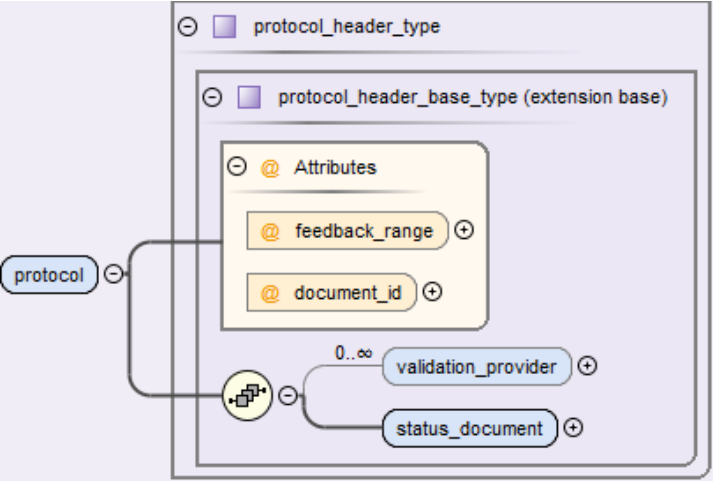 protocol_header_type
protocol_header_base_type (extension base)
@ Attributes
@ feedback_range
protocol
@ document_id
0..∞
validation_provider
status_document